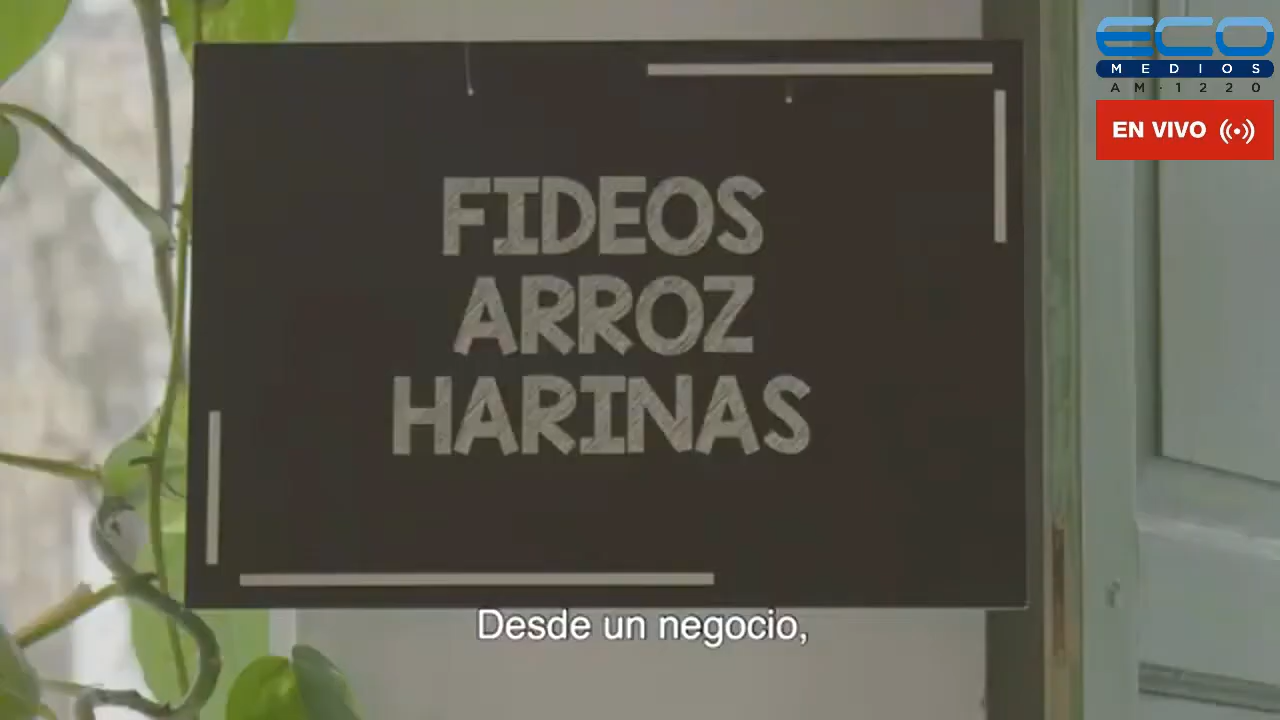 ECO
MEDIOS
AM·1220
EN VIVO
FIDEOS
ARROZ
HARINAS
Desde un negocio,